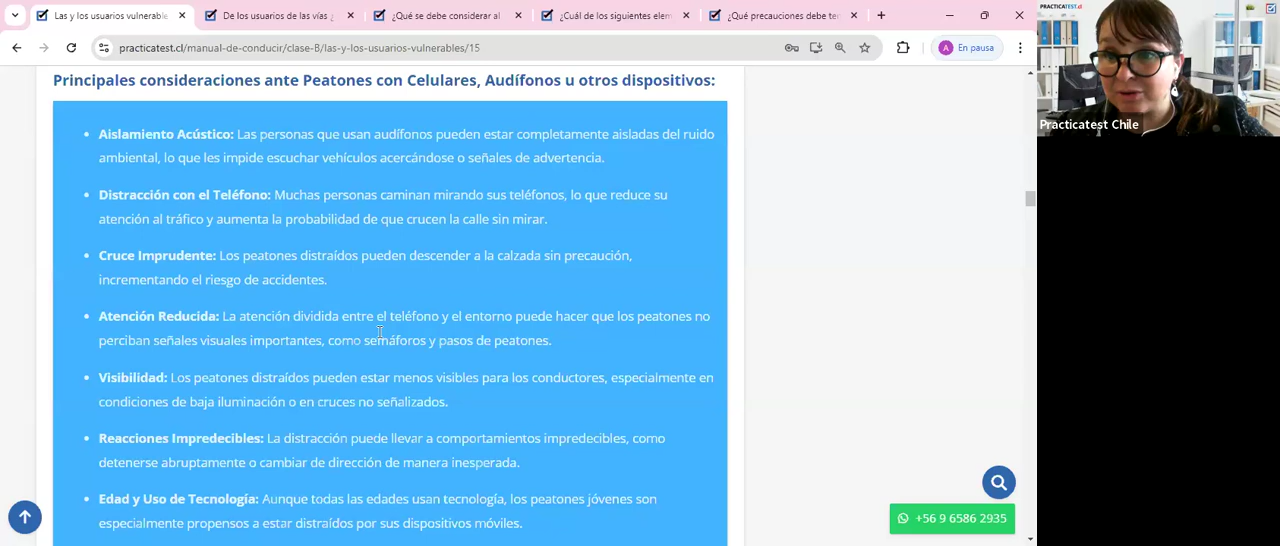 Las y los usuarios vulnerables
De los usuarios de las vías ¿
¿Qué se debe considerar al
¿Cuál de los siguientes elem
¿Qué precauciones debe te
practicatest.cl/manual-de-conducir/clase-B/las-y-los-usuarios-vulnerables/15
A
En pausa
PRACTICATEST.cl
Practicatest Chile
Principales consideraciones ante Peatones con Celulares, Audífonos u otros dispositivos:
• Aislamiento Acústico: Las personas que usan audífonos pueden estar completamente aisladas del ruido
ambiental, lo que les impide escuchar vehículos acercándose o señales de advertencia.
• Distracción con el Teléfono: Muchas personas caminan mirando sus teléfonos, lo que reduce su
atención al tráfico y aumenta la probabilidad de que crucen la calle sin mirar.
• Cruce Imprudente: Los peatones distraídos pueden descender a la calzada sin precaución,
incrementando el riesgo de accidentes.
• Atención Reducida: La atención dividida entre el teléfono y el entorno puede hacer que los peatones no
perciban señales visuales importantes, como semáforos y pasos de peatones.
• Visibilidad: Los peatones distraídos pueden estar menos visibles para los conductores, especialmente en
condiciones de baja iluminación o en cruces no señalizados.
• Reacciones Impredecibles: La distracción puede llevar a comportamientos impredecibles, como
detenerse abruptamente o cambiar de dirección de manera inesperada.
• Edad y Uso de Tecnología: Aunque todas las edades usan tecnología, los peatones jóvenes son
especialmente propensos a estar distraídos por sus dispositivos móviles.
+56 9 6586 2935